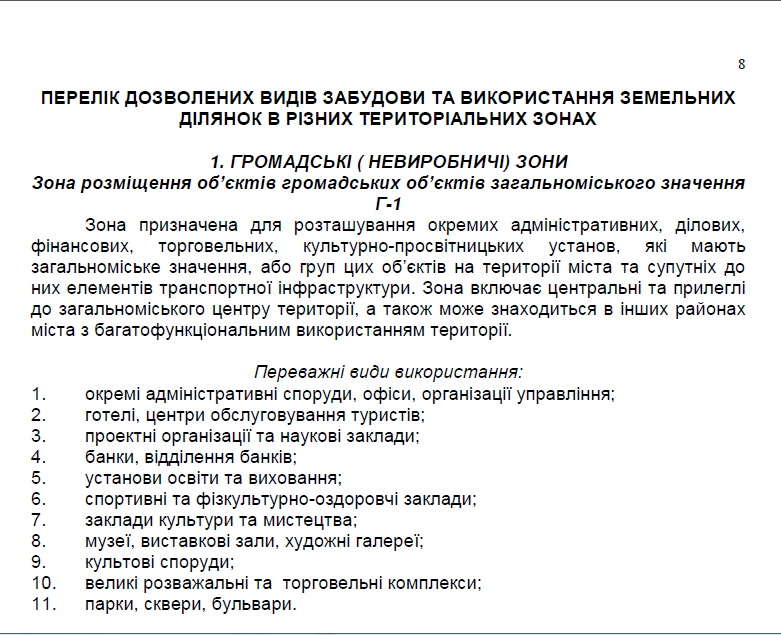 8
ПЕРЕЛІК ДОЗВОЛЕНИХ ВИДІВ ЗАБУДОВИ ТА ВИКОРИСТАННЯ ЗЕМЕЛЬНИХ
ДІЛЯНОК В РІЗНИХ ТЕРИТОРІАЛЬНИХ ЗОНАХ
1. ГРОМАДСЬКІ ( НЕВИРОБНИЧІ) ЗОНИ
Зона розміщення об’єктів громадських об’єктів загальноміського значення
Г-1
Зона призначена для розташування окремих адміністративних, ділових,
фінансових, торговельних, культурно-просвітницьких установ, які мають
загальноміське значення, або груп цих об’єктів на території міста та супутніх до
них елементів транспортної інфраструктури. Зона включає центральні та прилеглі
до загальноміського центру території, а також може знаходиться в інших районах
міста з багатофункціональним використанням території.
Переважні види використання:
1. окремі адміністративні споруди, офіси, організації управління;
2. готелі, центри обслуговування туристів;
3. проектні організації та наукові заклади;
4. банки, відділення банків;
5. установи освіти та виховання;
6. спортивні та фізкультурно-оздоровчі заклади;
7. заклади культури та мистецтва;
8. музеї, виставкові зали, художні галереї;
9. культові споруди;
10. великі розважальні та  торговельні комплекси;
11. парки, сквери, бульвари.